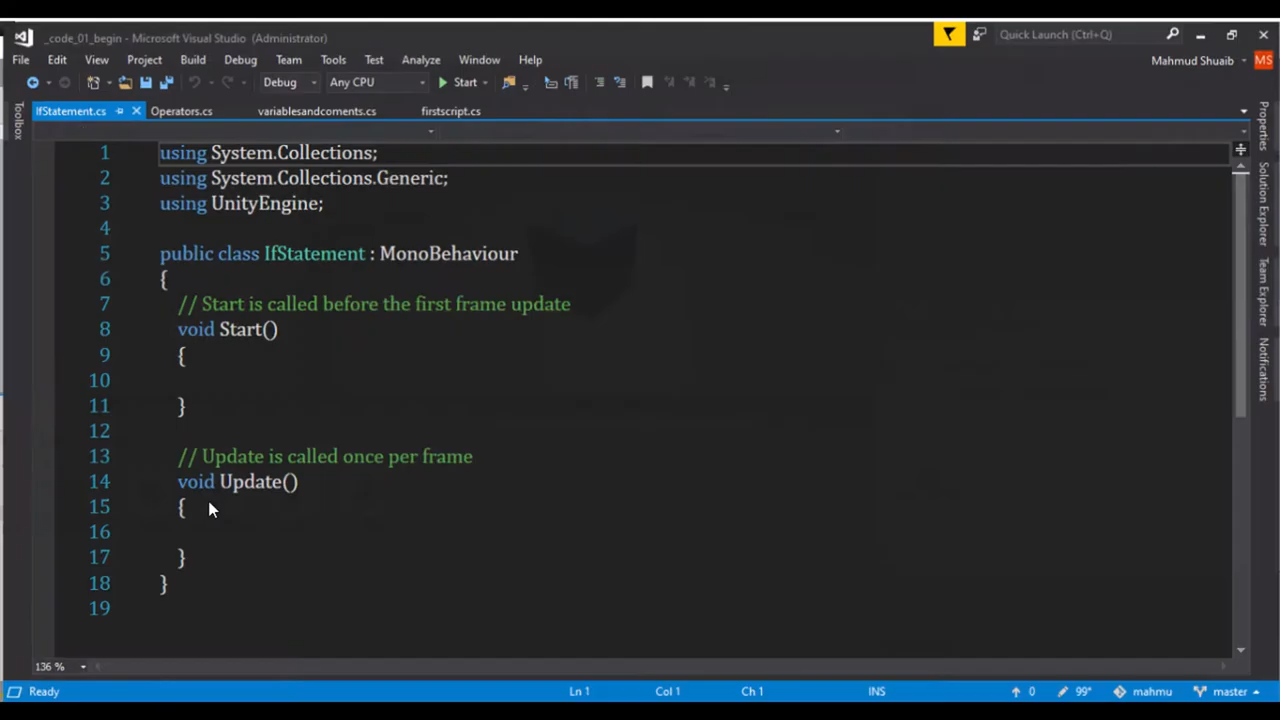 _code_01_begin - Microsoft Visual Studio (Administrator)
Quick Launch (Ctrl+Q)
File Edit View Project Build Debug Team Tools Test Analyze Window Help
Mahmud Shuaib MS
Debug Any CPU Start
IfStatement.cs Operators.cs variablesandcoments.cs firstscript.cs
Toolbox
Properties
Solution Explorer
Team Explorer
Notifications
1 using System.Collections;
2 using System.Collections.Generic;
3 using UnityEngine;
4
5 public class IfStatement : MonoBehaviour
6 {
7 // Start is called before the first frame update
8 void Start()
9 {
10
11 }
12
13 // Update is called once per frame
14 void Update()
15 {
16
17 }
18 }
19
136 %
Ready Ln 1 Col 1 Ch 1 INS 0 99* mahmu master